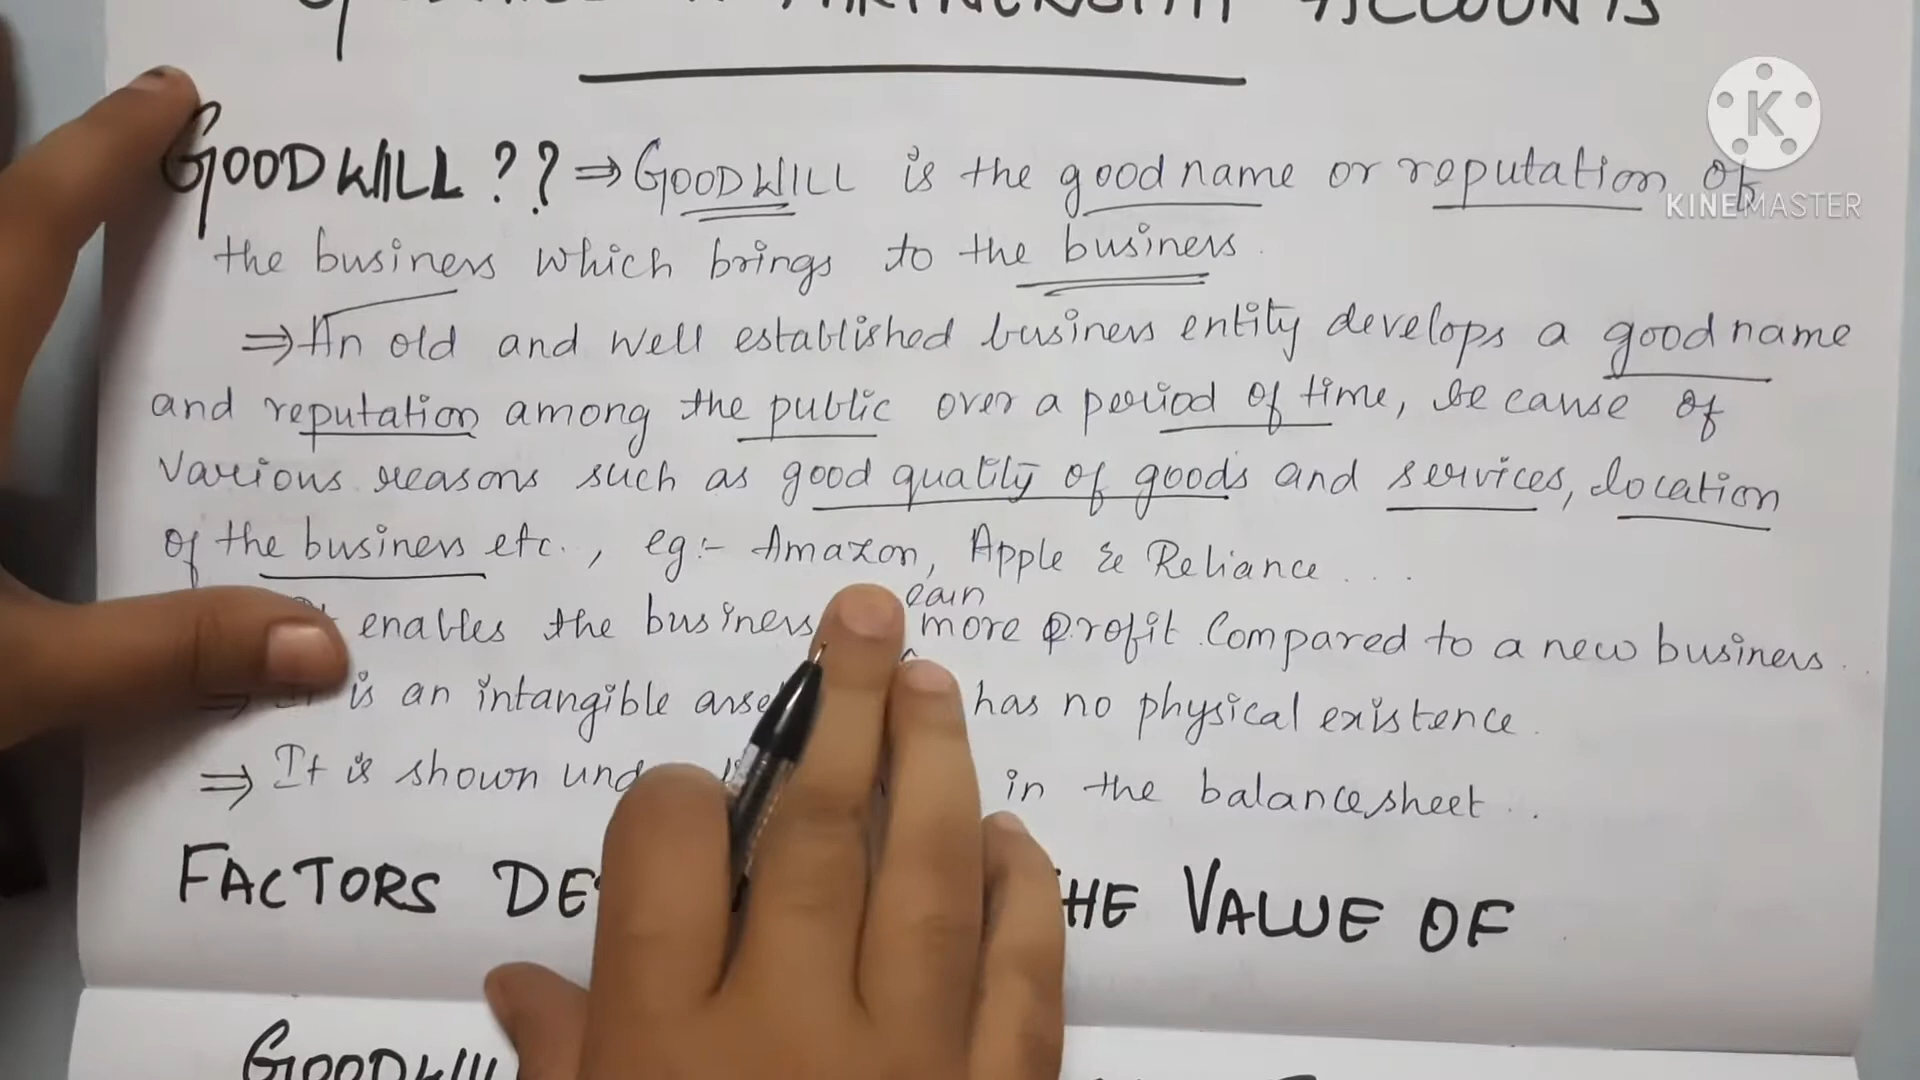 PARTNERSHIP ACCOUNTS
GOODWILL ?? ⇒ GOODWILL is the good name or reputation of
the business which brings to the business.
⇒ An old and well established business entity develops a good name
and reputation among the public over a period of time, because of
various reasons such as good quality of goods and services, location
of the business etc., eg:- Amazon, Apple & Reliance ...
enables the business earn more profit compared to a new business..
⇒ It is an intangible has no physical existence.
⇒ It is shown in the balancesheet..
FACTORS VALUE OF
GOODWILL
K
KINEMASTER